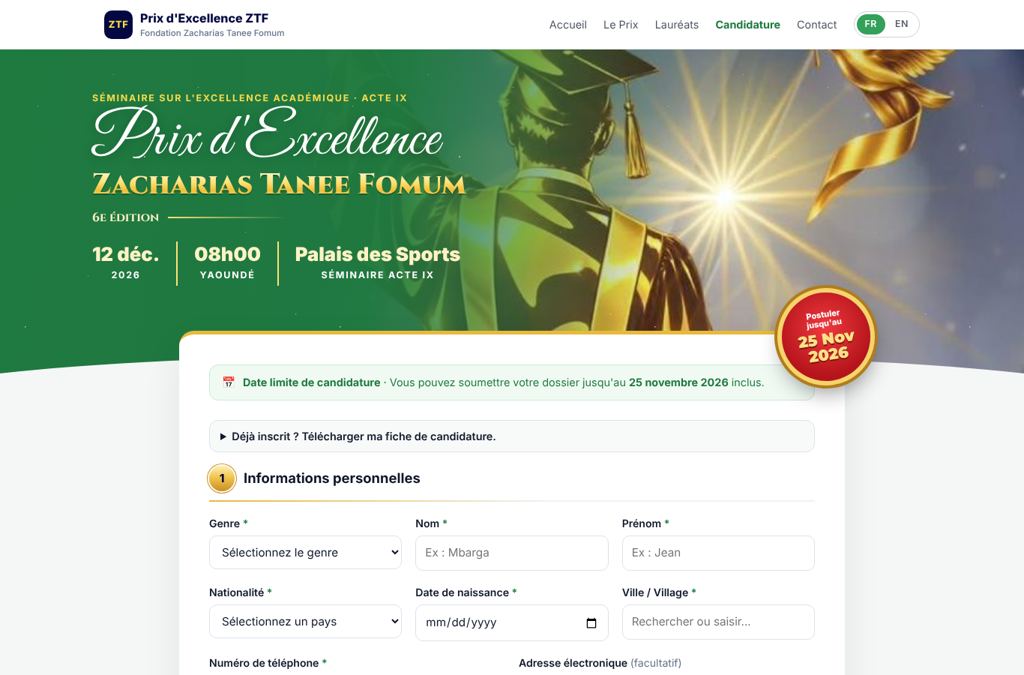 ZTF
Prix d'Excellence ZTF
Fondation Zacharias Tanee Fomum
Accueil
Le Prix
Lauréats
Candidature
Contact
FR
EN
SÉMINAIRE SUR L'EXCELLENCE ACADÉMIQUE · ACTE IX
Prix d'Excellence
ZACHARIAS TANEE FOMUM
6E ÉDITION
12 déc.
2026
08h00
YAOUNDÉ
Palais des Sports
SÉMINAIRE ACTE IX
Postuler
jusqu'au
25 Nov
2026
Date limite de candidature · Vous pouvez soumettre votre dossier jusqu'au 25 novembre 2026 inclus.
Déjà inscrit ? Télécharger ma fiche de candidature.
1
Informations personnelles
Genre *
Nom *
Prénom *
Sélectionnez le genre
Ex : Mbarga
Ex : Jean
Nationalité *
Date de naissance *
Ville / Village *
Sélectionnez un pays
mm/dd/yyyy
Rechercher ou saisir...
Numéro de téléphone *
Adresse électronique (facultatif)